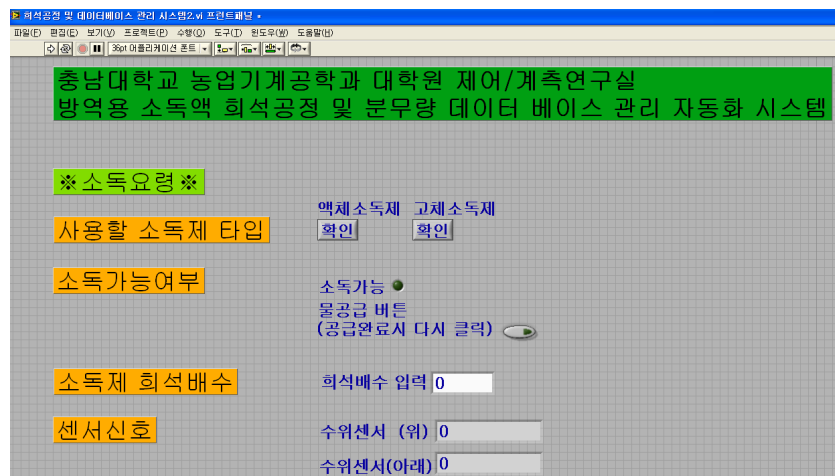 희석공정 및 데이터베이스 관리 시스템2.vi 프런트패널 *
파일(F) 편집(E) 보기(V) 프로젝트(P) 수행(O) 도구(T) 윈도우(W) 도움말(H)
36pt 어플리케이션 폰트
충남대학교 농업기계공학과 대학원 제어/계측연구실
방역용 소독액 희석공정 및 분무량 데이터 베이스 관리 자동화 시스템
※소독요령※
액체소독제 고체소독제
사용할 소독제 타입 확인 확인
소독가능여부
소독가능
물공급 버튼
(공급완료시 다시 클릭)
소독제 희석배수 희석배수 입력 0
센서신호 수위센서 (위) 0
수위센서(아래) 0